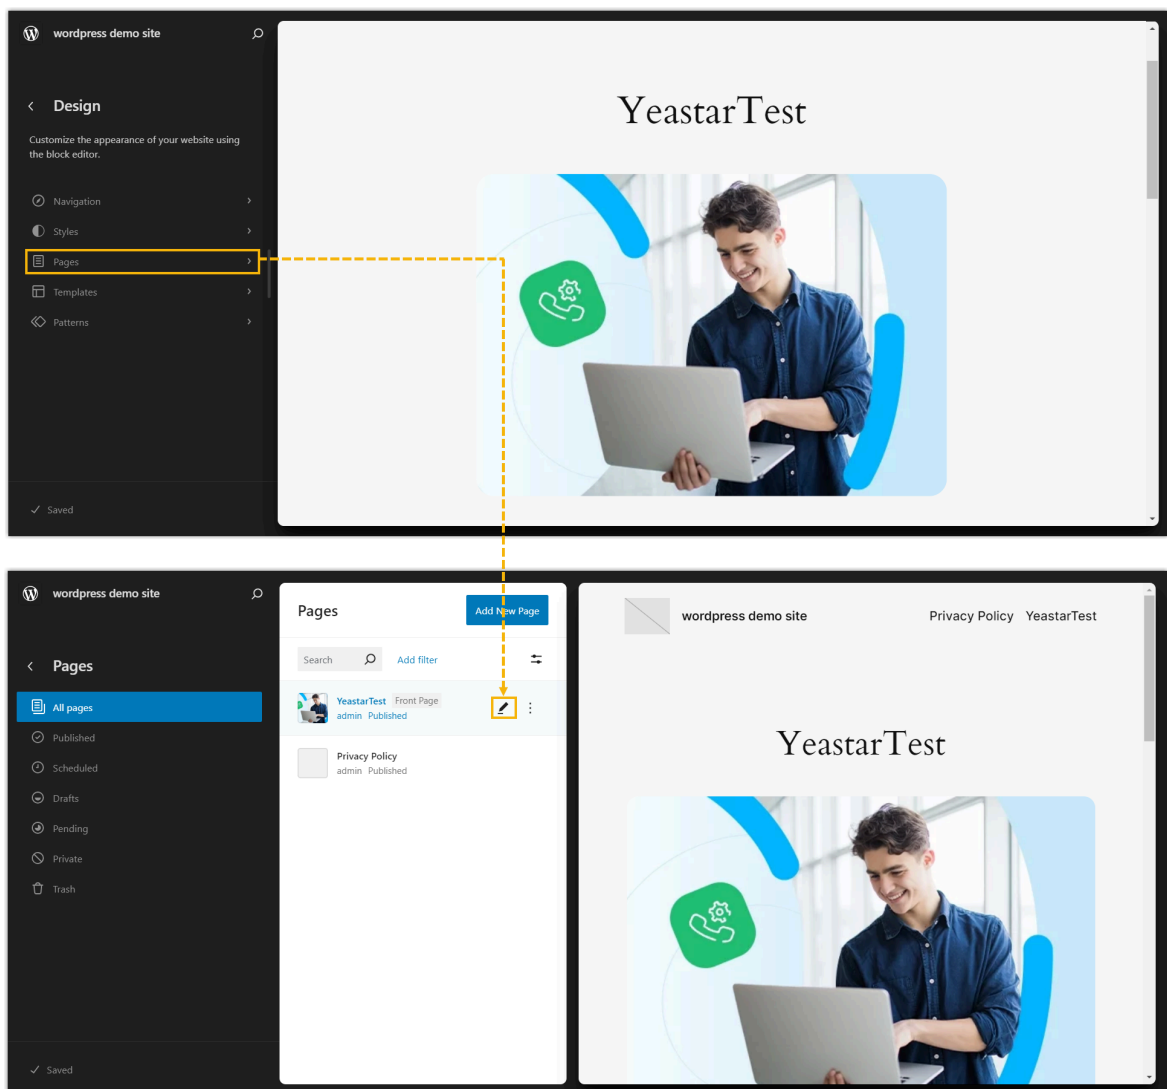 wordpress demo site
Design
Customize the appearance of your website using
the block editor.
Navigation
Styles
Pages
Templates
Patterns
Saved
YeastarTest
wordpress demo site
Pages
All pages
Published
Scheduled
Drafts
Pending
Private
Trash
Saved
Pages
Add New Page
Search
Add filter
YeastarTest Front Page
admin Published
Privacy Policy
admin Published
wordpress demo site
Privacy Policy YeastarTest
YeastarTest